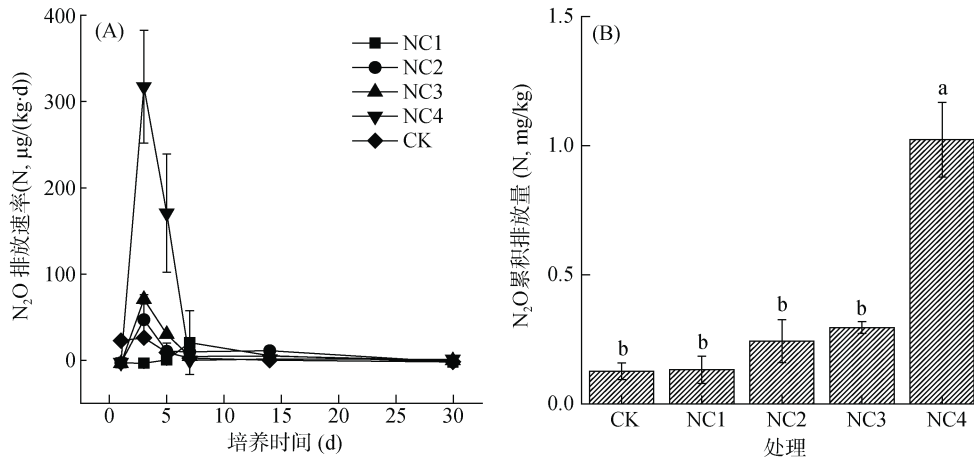 (A)
NC1
NC2
NC3
NC4
CK
N₂O 排放速率(N, μg/(kg·d))
400
300
200
100
0
0 5 10 15 20 25 30
培养时间 (d)
(B)
N₂O累积排放量 (N, mg/kg)
1.5
1.0
0.5
0.0
b b b b a
CK NC1 NC2 NC3 NC4
处理